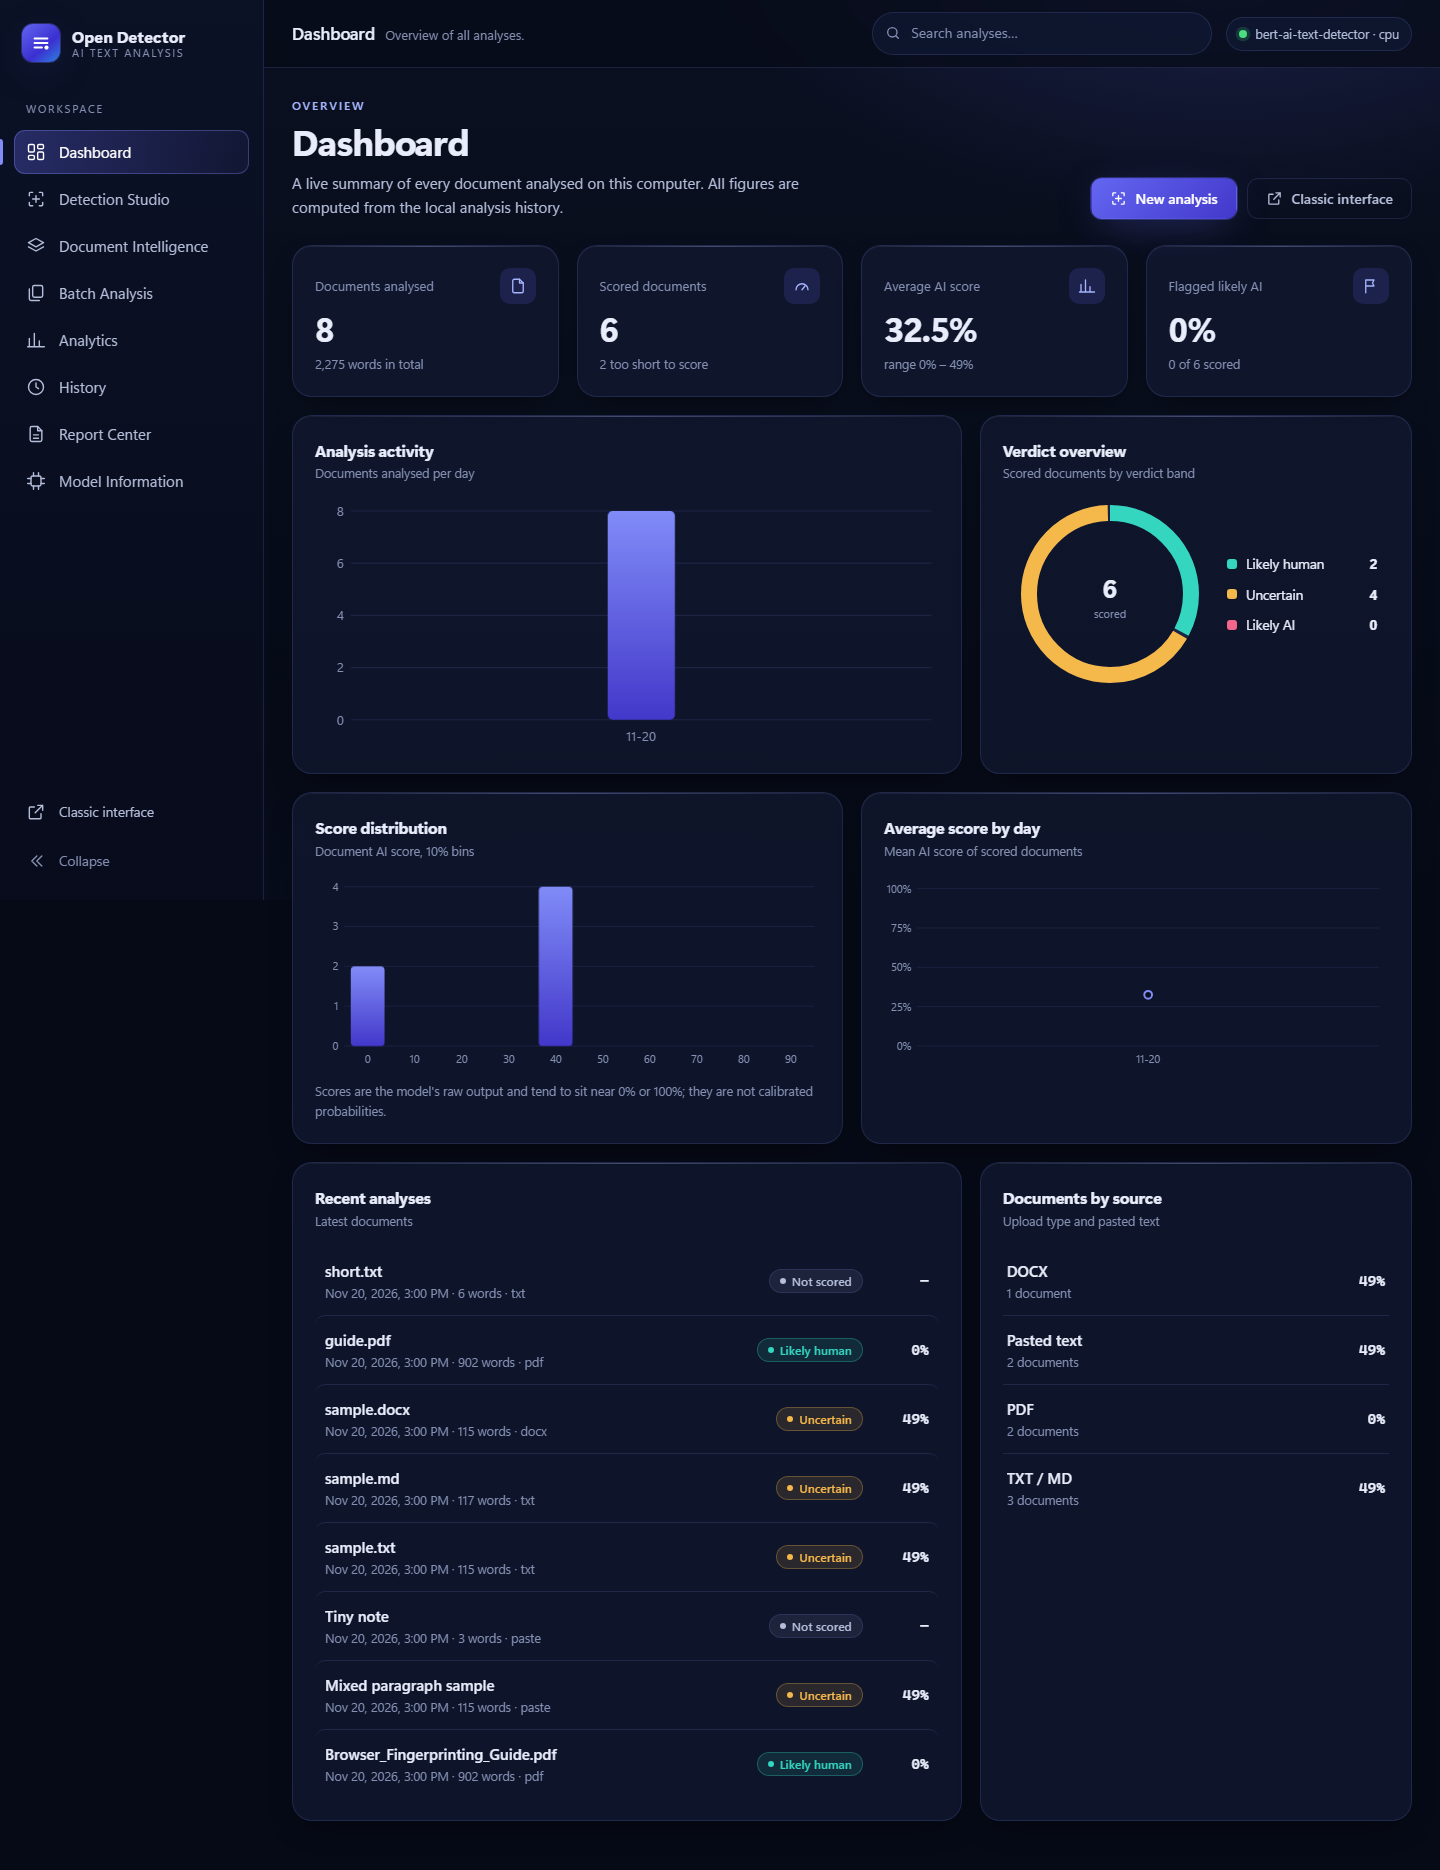 Open Detector
AI TEXT ANALYSIS
WORKSPACE
Dashboard
Detection Studio
Document Intelligence
Batch Analysis
Analytics
History
Report Center
Model Information
Classic interface
Collapse
Dashboard Overview of all analyses.
Search analyses...
bert-ai-text-detector · cpu
OVERVIEW
Dashboard
A live summary of every document analysed on this computer. All figures are
computed from the local analysis history.
New analysis
Classic interface
Documents analysed
8
2,275 words in total
Scored documents
6
2 too short to score
Average AI score
32.5%
range 0% – 49%
Flagged likely AI
0%
0 of 6 scored
Analysis activity
Documents analysed per day
8
6
4
2
0
11-20
Verdict overview
Scored documents by verdict band
6
scored
Likely human 2
Uncertain 4
Likely AI 0
Score distribution
Document AI score, 10% bins
4
3
2
1
0
0 10 20 30 40 50 60 70 80 90
Scores are the model's raw output and tend to sit near 0% or 100%; they are not calibrated
probabilities.
Average score by day
Mean AI score of scored documents
100%
75%
50%
25%
0%
11-20
Recent analyses
Latest documents
short.txt
Nov 20, 2026, 3:00 PM · 6 words · txt
Not scored –
guide.pdf
Nov 20, 2026, 3:00 PM · 902 words · pdf
Likely human 0%
sample.docx
Nov 20, 2026, 3:00 PM · 115 words · docx
Uncertain 49%
sample.md
Nov 20, 2026, 3:00 PM · 117 words · txt
Uncertain 49%
sample.txt
Nov 20, 2026, 3:00 PM · 115 words · txt
Uncertain 49%
Tiny note
Nov 20, 2026, 3:00 PM · 3 words · paste
Not scored –
Mixed paragraph sample
Nov 20, 2026, 3:00 PM · 115 words · paste
Uncertain 49%
Browser_Fingerprinting_Guide.pdf
Nov 20, 2026, 3:00 PM · 902 words · pdf
Likely human 0%
Documents by source
Upload type and pasted text
DOCX
1 document
49%
Pasted text
2 documents
49%
PDF
2 documents
0%
TXT / MD
3 documents
49%